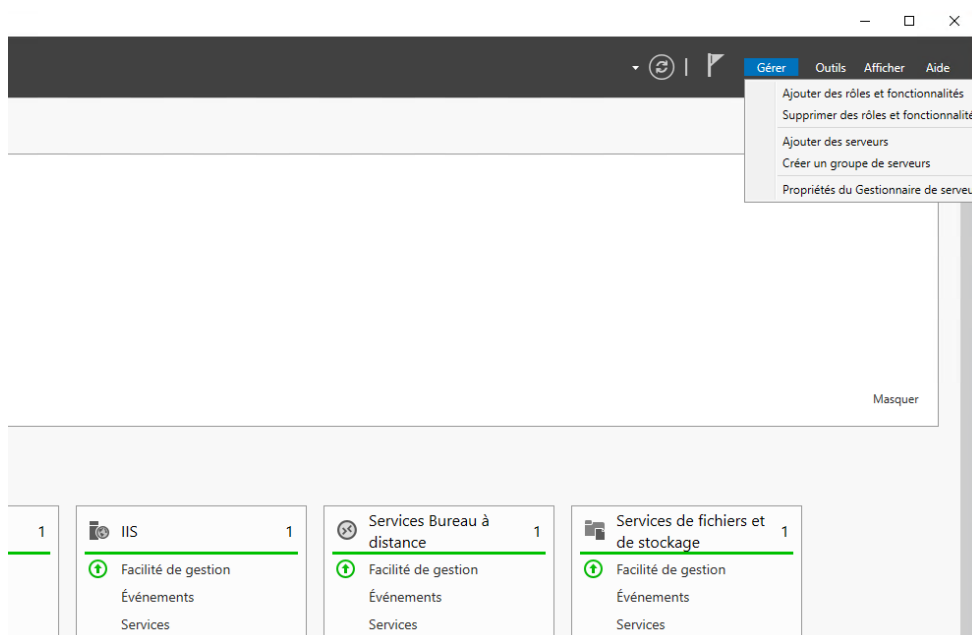 Gérer Outils Afficher Aide
Ajouter des rôles et fonctionnalités
Supprimer des rôles et fonctionnalité
Ajouter des serveurs
Créer un groupe de serveurs
Propriétés du Gestionnaire de serveu
Masquer
1
IIS 1
Facilité de gestion
Événements
Services
Services Bureau à
distance 1
Facilité de gestion
Événements
Services
Services de fichiers et
de stockage 1
Facilité de gestion
Événements
Services